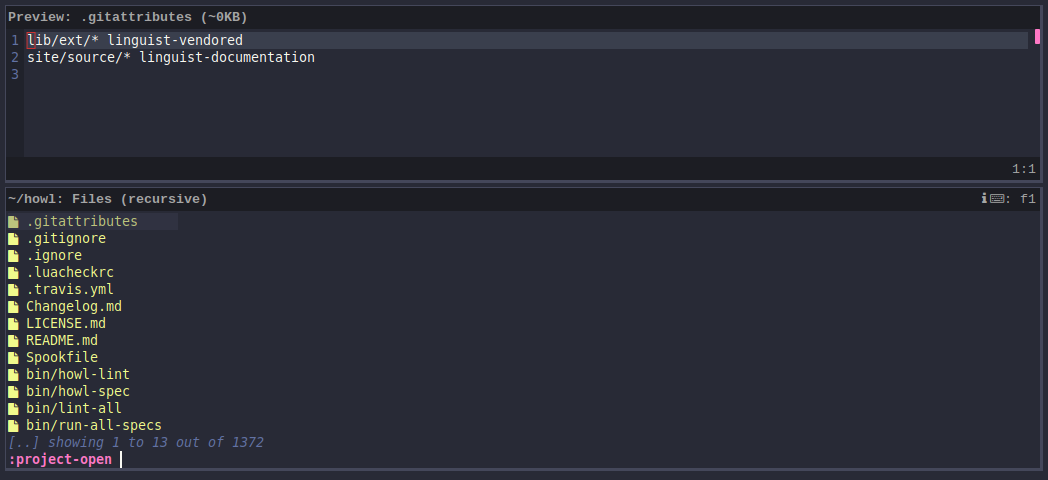 Preview: .gitattributes (~0KB)
1 lib/ext/* linguist-vendored
2 site/source/* linguist-documentation
3
1:1
~/howl: Files (recursive) ℹ⌨: f1
.gitattributes
.gitignore
.ignore
.luacheckrc
.travis.yml
Changelog.md
LICENSE.md
README.md
Spookfile
bin/howl-lint
bin/howl-spec
bin/lint-all
bin/run-all-specs
[..] showing 1 to 13 out of 1372
:project-open